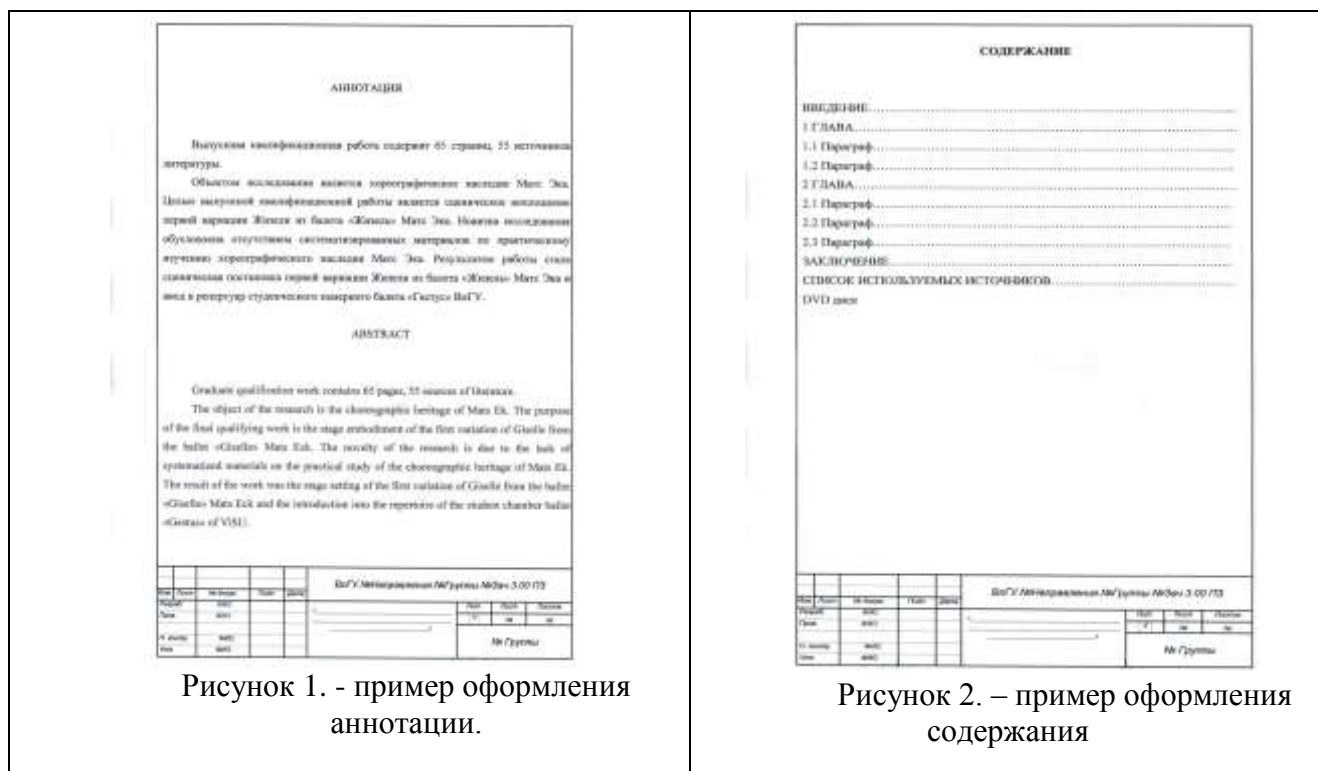 АННОТАЦИЯ
Выпускная квалификационная работа содержит 65 страниц, 55 источников
литературы.
Объектом исследования является хореографическое наследие Матс Эка.
Целью выпускной квалификационной работы является сценическое воплощение
первой вариации Жизели из балета «Жизель» Матс Эка. Новизна исследования
обусловлена отсутствием систематизированных материалов по практическому
изучению хореографического наследия Матс Эка. Результатом работы стала
сценическая постановка первой вариации Жизели из балета «Жизель» Матс Эка и
ввод в репертуар студенческого камерного балета «Гестус» ВоГУ.
ABSTRACT
Graduate qualification work contains 65 pages, 55 sources of literature.
The object of the research is the choreographic heritage of Mats Ek. The purpose
of the final qualifying work is the stage embodiment of the first variation of Giselle from
the ballet «Giselle» Mats Eck. The novelty of the research is due to the lack of
systematized materials on the practical study of the choreographic heritage of Mats Ek.
The result of the work was the stage setting of the first variation of Giselle from the ballet
«Giselle» Mats Eck and the introduction into the repertoire of the student chamber ballet
«Gestus» of
ВоГУ №Направления №Группы №Зач 3.00 ПЗ
№ Группы
Рисунок 1. - пример оформления
аннотации.
СОДЕРЖАНИЕ
ВВЕДЕНИЕ
1 ГЛАВА
1.1 Параграф
1.2 Параграф
2 ГЛАВА
2.1 Параграф
2.2 Параграф
2.3 Параграф
ЗАКЛЮЧЕНИЕ
СПИСОК ИСПОЛЬЗУЕМЫХ ИСТОЧНИКОВ
DVD диск
ВоГУ №Направления №Группы №Зач 3.00 ПЗ
№ Группы
Рисунок 2. – пример оформления
содержания